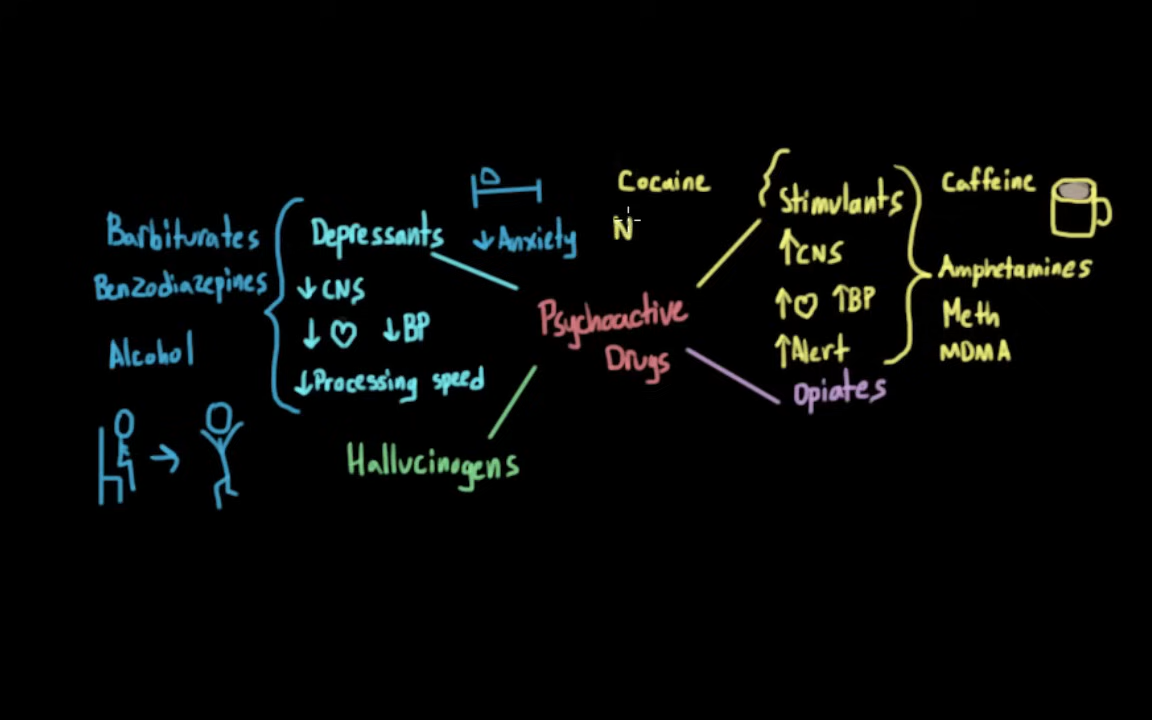 Barbiturates
Benzodiazepines
Alcohol
Depressants
↓ CNS
↓ ♡ ↓ BP
↓ Processing speed
↓ Anxiety
Cocaine
N
Psychoactive
Drugs
Stimulants
↑ CNS
↑ ♡ ↑ BP
↑ Alert
Caffeine
Amphetamines
Meth
MDMA
Opiates
Hallucinogens